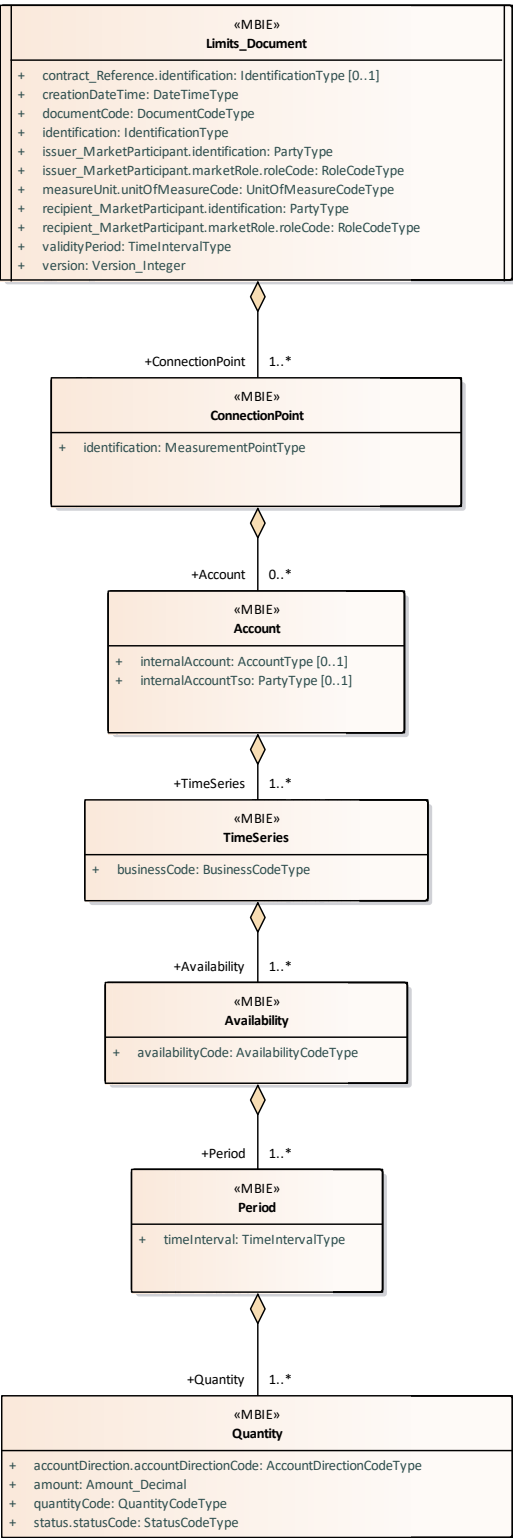 «MBIE»
Limits_Document
+ contract_Reference.identification: IdentificationType [0..1]
+ creationDateTime: DateTimeType
+ documentCode: DocumentCodeType
+ identification: IdentificationType
+ issuer_MarketParticipant.identification: PartyType
+ issuer_MarketParticipant.marketRole.roleCode: RoleCodeType
+ measureUnit.unitOfMeasureCode: UnitOfMeasureCodeType
+ recipient_MarketParticipant.identification: PartyType
+ recipient_MarketParticipant.marketRole.roleCode: RoleCodeType
+ validityPeriod: TimeIntervalType
+ version: Version_Integer
+ConnectionPoint 1..*
«MBIE»
ConnectionPoint
+ identification: MeasurementPointType
+Account 0..*
«MBIE»
Account
+ internalAccount: AccountType [0..1]
+ internalAccountTso: PartyType [0..1]
+TimeSeries 1..*
«MBIE»
TimeSeries
+ businessCode: BusinessCodeType
+Availability 1..*
«MBIE»
Availability
+ availabilityCode: AvailabilityCodeType
+Period 1..*
«MBIE»
Period
+ timeInterval: TimeIntervalType
+Quantity 1..*
«MBIE»
Quantity
+ accountDirection.accountDirectionCode: AccountDirectionCodeType
+ amount: Amount_Decimal
+ quantityCode: QuantityCodeType
+ status.statusCode: StatusCodeType